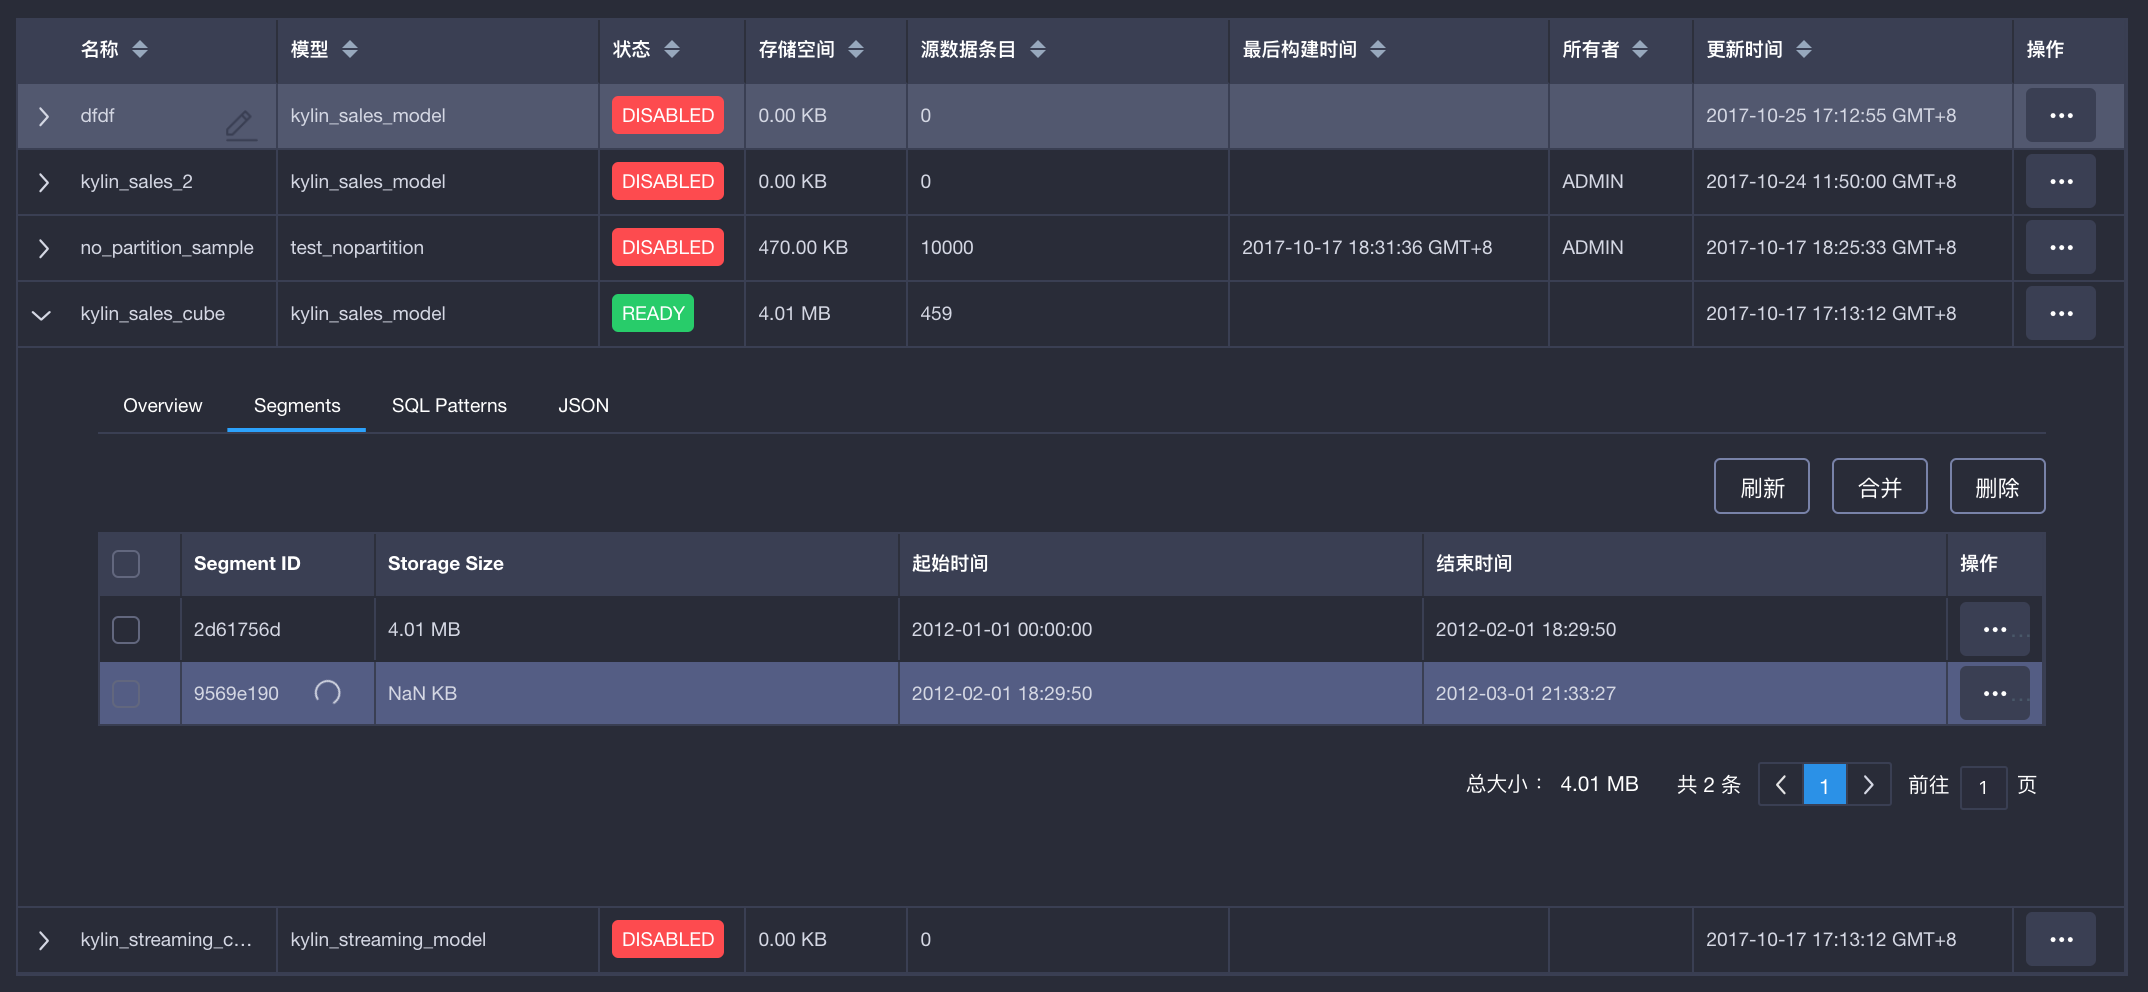 名称 模型 状态 存储空间 源数据条目 最后构建时间 所有者 更新时间 操作
dfdf kylin_sales_model DISABLED 0.00 KB 0 2017-10-25 17:12:55 GMT+8 •••
kylin_sales_2 kylin_sales_model DISABLED 0.00 KB 0 ADMIN 2017-10-24 11:50:00 GMT+8 •••
no_partition_sample test_nopartition DISABLED 470.00 KB 10000 2017-10-17 18:31:36 GMT+8 ADMIN 2017-10-17 18:25:33 GMT+8 •••
kylin_sales_cube kylin_sales_model READY 4.01 MB 459 2017-10-17 17:13:12 GMT+8 •••
Overview Segments SQL Patterns JSON
刷新 合并 删除
Segment ID Storage Size 起始时间 结束时间 操作
2d61756d 4.01 MB 2012-01-01 00:00:00 2012-02-01 18:29:50 •••
9569e190 NaN KB 2012-02-01 18:29:50 2012-03-01 21:33:27 •••
总大小： 4.01 MB 共 2 条 1 前往 1 页
kylin_streaming_c... kylin_streaming_model DISABLED 0.00 KB 0 2017-10-17 17:13:12 GMT+8 •••